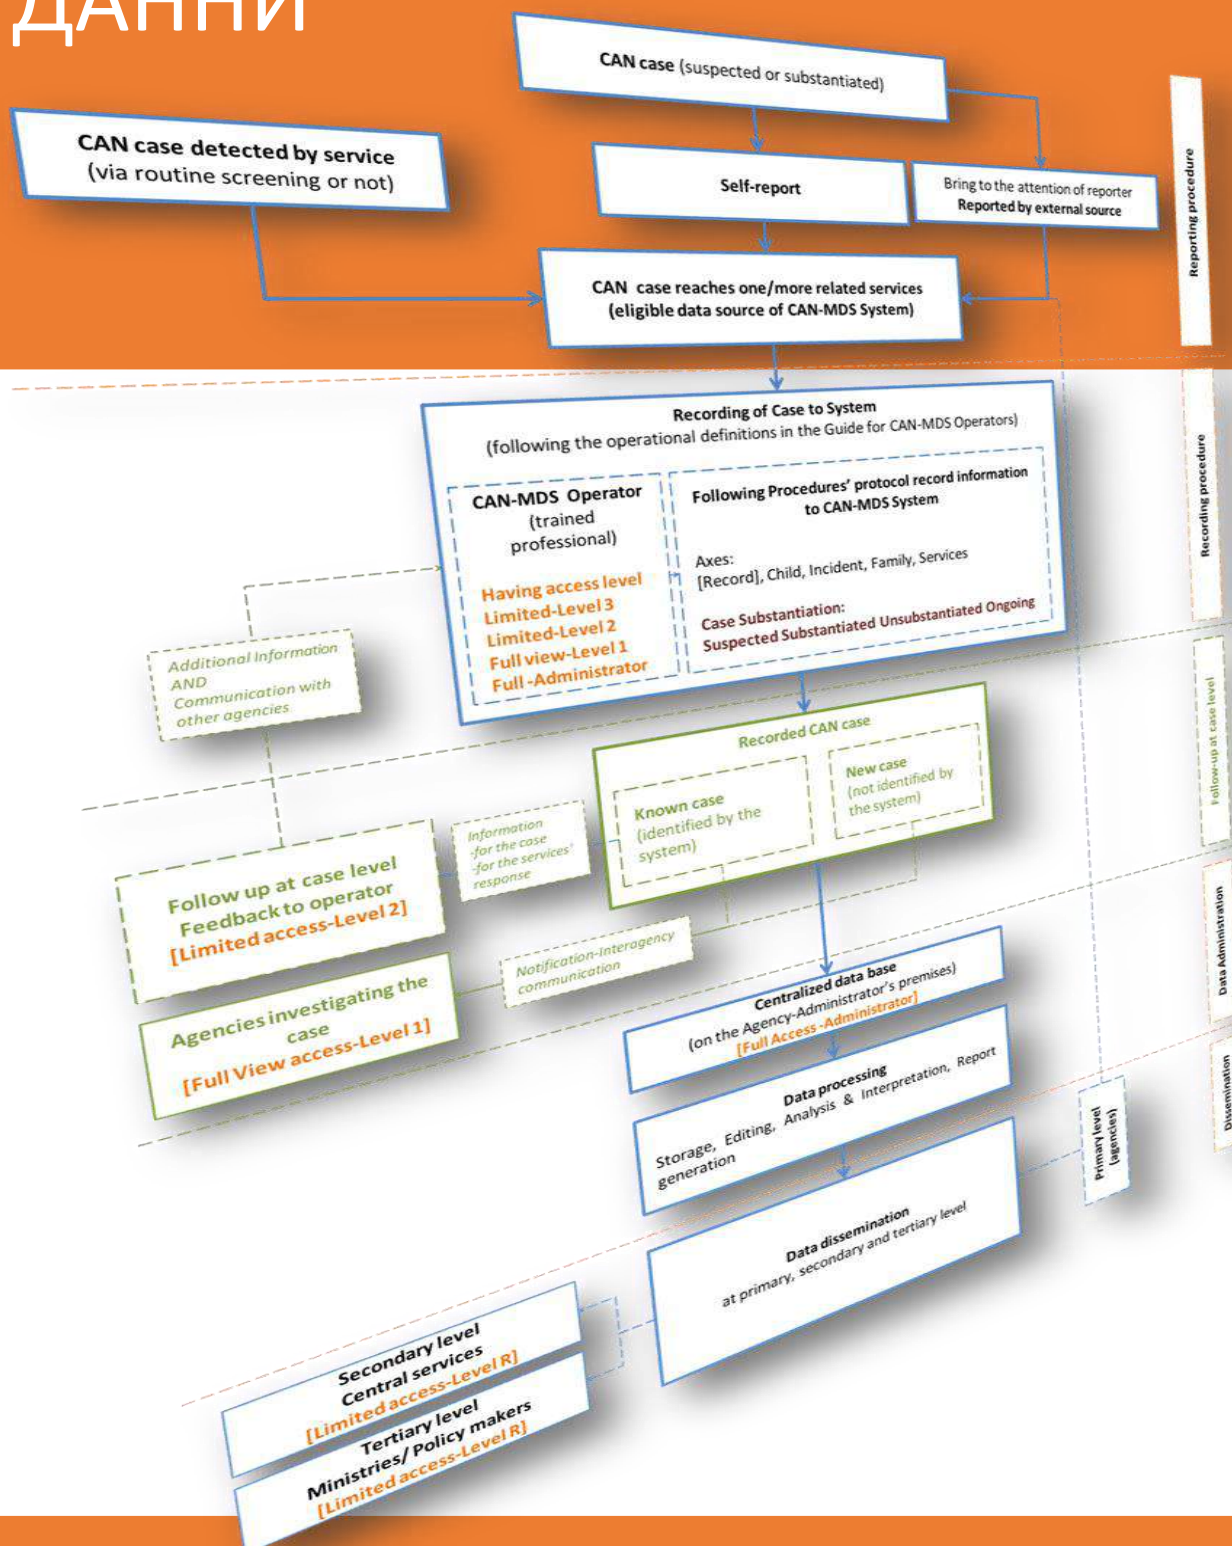 ДАННИ
CAN case (suspected or substantiated)
CAN case detected by service
(via routine screening or not)
Self-report
Bring to the attention of reporter
Reported by external source
Reporting procedure
CAN case reaches one/more related services
(eligible data source of CAN-MDS System)
Recording of Case to System
(following the operational definitions in the Guide for CAN-MDS Operators)
CAN-MDS Operator
(trained
professional)
Having access level
Limited-Level 3
Limited-Level 2
Full view-Level 1
Full -Administrator
Following Procedures' protocol record information
to CAN-MDS System
Axes:
[Record], Child, Incident, Family, Services
Case Substantiation:
Suspected Substantiated Unsubstantiated Ongoing
Recording procedure
Additional Information
AND
Communication with
other agencies
Recorded CAN case
Known case
(identified by the
system)
New case
(not identified by
the system)
Follow-up at case level
Information
-for the case
-for the services'
response
Follow up at case level
Feedback to operator
[Limited access-Level 2]
Notification-Interagency
communication
Agencies investigating the
case
[Full View access-Level 1]
Data Administration
Centralized data base
(on the Agency-Administrator's premises)
[Full Access -Administrator]
Data processing
Storage, Editing, Analysis & Interpretation, Report
generation
Data dissemination
at primary, secondary and tertiary level
Primary level
(agencies)
Dissemination
Secondary level
Central services
[Limited access-Level R]
Tertiary level
Ministries/ Policy makers
[Limited access-Level R]